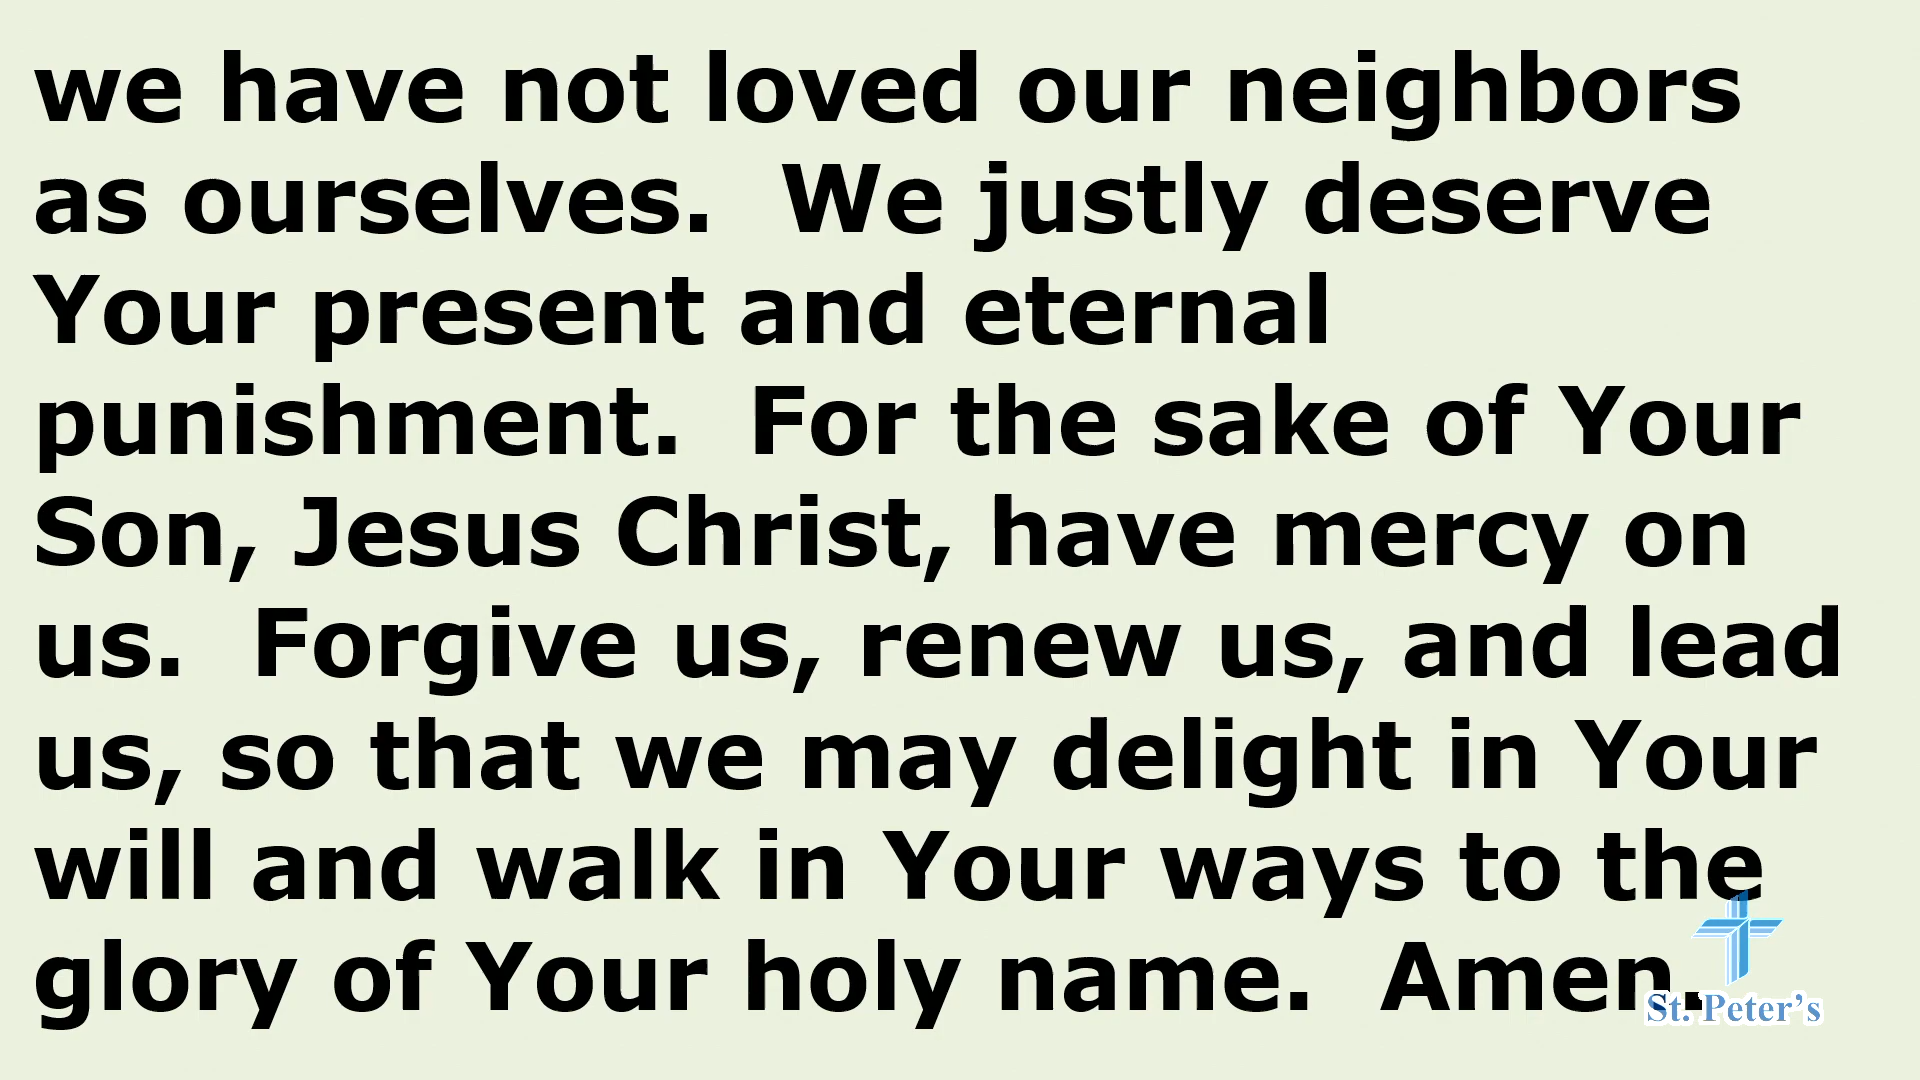 we have not loved our neighbors
as ourselves.  We justly deserve
Your present and eternal
punishment.  For the sake of Your
Son, Jesus Christ, have mercy on
us.  Forgive us, renew us, and lead
us, so that we may delight in Your
will and walk in Your ways to the
glory of Your holy name.  Amen.
St. Peter’s